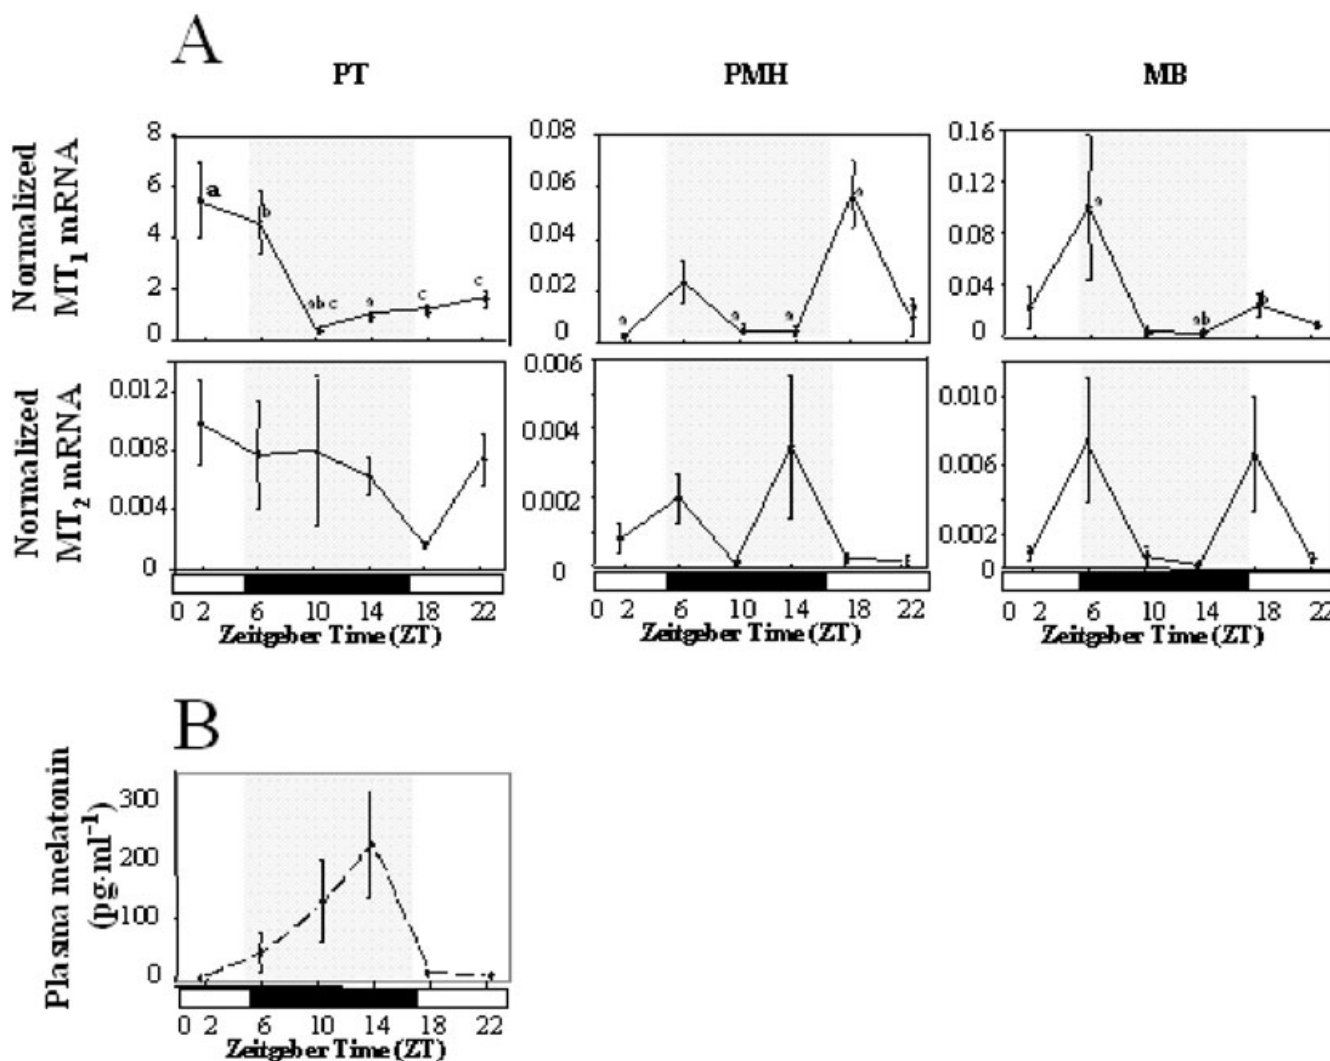 A
PT PMH MB
Normalized
MT1 mRNA
8
6
4
2
0
a
b
c
c
0.08
0.06
0.04
0.02
0
0.16
0.12
0.08
0.04
0
ab
Normalized
MT2 mRNA
0.012
0.008
0.004
0
0.006
0.004
0.002
0
0.010
0.006
0.002
0
0 2 6 10 14 18 22 0 2 6 10 14 18 22 0 2 6 10 14 18 22
Zeitgeber Time (ZT) Zeitgeber Time (ZT) Zeitgeber Time (ZT)
B
Plasma melatonin
(pg·ml⁻¹)
300
200
100
0
0 2 6 10 14 18 22
Zeitgeber Time (ZT)